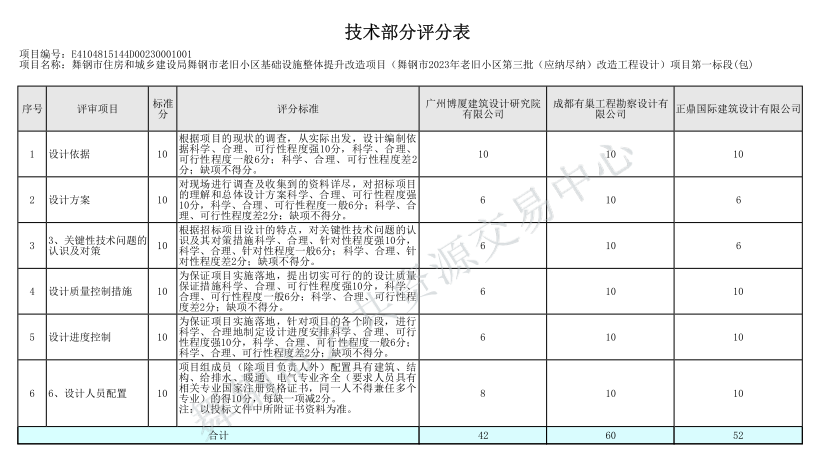 技术部分评分表
项目编号: E4104815144D00230001001
项目名称: 舞钢市住房和城乡建设局舞钢市老旧小区基础设施整体提升改造项目（舞钢市2023年老旧小区第三批（应纳尽纳）改造工程设计）项目第一标段(包)
序号 评审项目 标准分 评分标准 广州博厦建筑设计研究院有限公司 成都有巢工程勘察设计有限公司 正鼎国际建筑设计有限公司
1 设计依据 10
根据项目的现状的调查，从实际出发，设计编制依
据科学、合理、可行性程度强10分，科学、合理、
可行性程度一般6分；科学、合理、可行性程度差2
分；缺项不得分。
10 10 10
2 设计方案 10
对现场进行调查及收集到的资料详尽，对招标项目
的理解和总体设计方案科学、合理、可行性程度强
10分，科学、合理、可行性程度一般6分；科学、合
理、可行性程度差2分；缺项不得分。
6 10 6
3 3、关键性技术问题的认识及对策 10
根据招标项目设计的特点，对关键性技术问题的认
识及其对策措施科学、合理、针对性程度强10分，
科学、合理、针对性程度一般6分；科学、合理、针
对性程度差2分；缺项不得分。
6 10 6
4 设计质量控制措施 10
为保证项目实施落地，提出切实可行的的设计质量
保证措施科学、合理、可行性程度强10分，科学、
合理、可行性程度一般6分；科学、合理、可行性程
度差2分；缺项不得分。
6 10 10
5 设计进度控制 10
为保证项目实施落地，针对项目的各个阶段，进行
科学、合理地制定设计进度安排科学、合理、可行
性程度强10分，科学、合理、可行性程度一般6分；
科学、合理、可行性程度差2分；缺项不得分。
6 10 10
6 6、设计人员配置 10
项目组成员（除项目负责人外）配置具有建筑、结
构、给排水、暖通、电气专业齐全（要求人员具有
相关专业国家注册资格证书，同一人不得兼任多个
专业）的得10分，每缺一项减2分。
注：以投标文件中所附证书资料为准。
8 10 10
合计 42 60 52